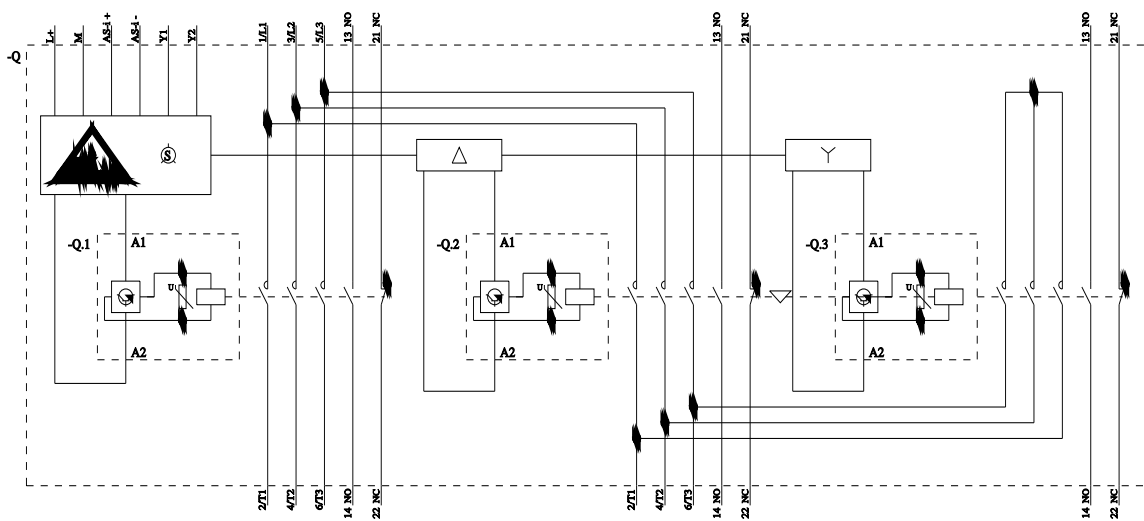 L+
M
AS-i +
AS-i -
Y1
Y2
1/L1
3/L2
5/L3
13 NO
21 NC
13 NO
21 NC
13 NO
21 NC
-Q
S
-Q.1
A1
U
A2
-Q.2
A1
U
A2
-Q.3
A1
U
A2
2/T1
4/T2
6/T3
14 NO
22 NC
2/T1
4/T2
6/T3
14 NO
22 NC
14 NO
22 NC